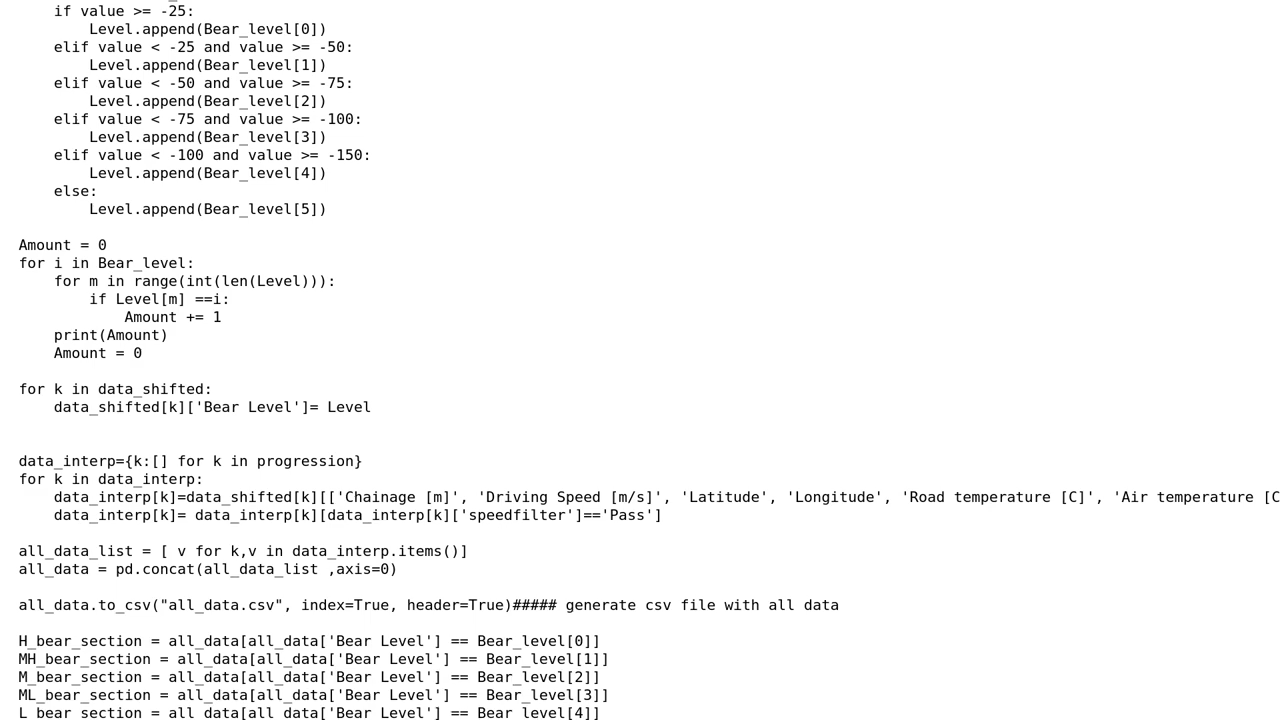 if value >= -25:
        Level.append(Bear_level[0])
    elif value < -25 and value >= -50:
        Level.append(Bear_level[1])
    elif value < -50 and value >= -75:
        Level.append(Bear_level[2])
    elif value < -75 and value >= -100:
        Level.append(Bear_level[3])
    elif value < -100 and value >= -150:
        Level.append(Bear_level[4])
    else:
        Level.append(Bear_level[5])

Amount = 0
for i in Bear_level:
    for m in range(int(len(Level))):
        if Level[m] ==i:
            Amount += 1
    print(Amount)
    Amount = 0

for k in data_shifted:
    data_shifted[k]['Bear Level']= Level


data_interp={k:[] for k in progression}
for k in data_interp:
    data_interp[k]=data_shifted[k][['Chainage [m]', 'Driving Speed [m/s]', 'Latitude', 'Longitude', 'Road temperature [C]', 'Air temperature [C
    data_interp[k]= data_interp[k][data_interp[k]['speedfilter']=='Pass']

all_data_list = [ v for k,v in data_interp.items()]
all_data = pd.concat(all_data_list ,axis=0)

all_data.to_csv("all_data.csv", index=True, header=True)##### generate csv file with all data

H_bear_section = all_data[all_data['Bear Level'] == Bear_level[0]]
MH_bear_section = all_data[all_data['Bear Level'] == Bear_level[1]]
M_bear_section = all_data[all_data['Bear Level'] == Bear_level[2]]
ML_bear_section = all_data[all_data['Bear Level'] == Bear_level[3]]
L_bear_section = all_data[all_data['Bear Level'] == Bear_level[4]]